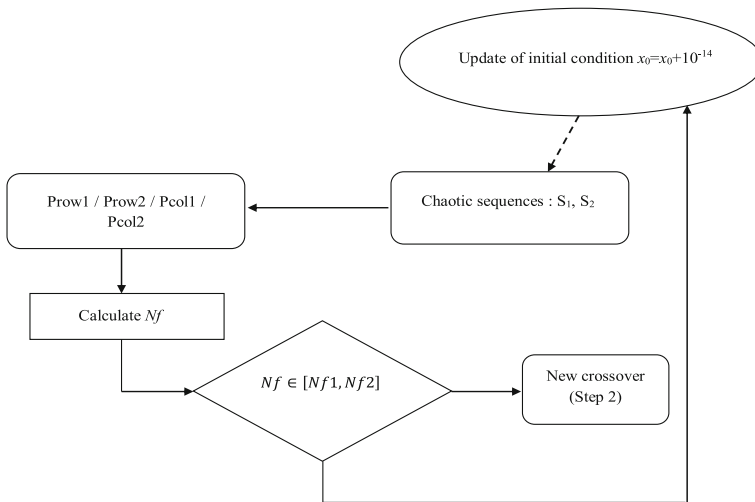 Update of initial condition x₀=x₀+10⁻¹⁴
Chaotic sequences : S₁, S₂
Prow1 / Prow2 / Pcol1 /
Pcol2
Calculate Nf
Nf ∈ [Nf1, Nf2]
New crossover
(Step 2)